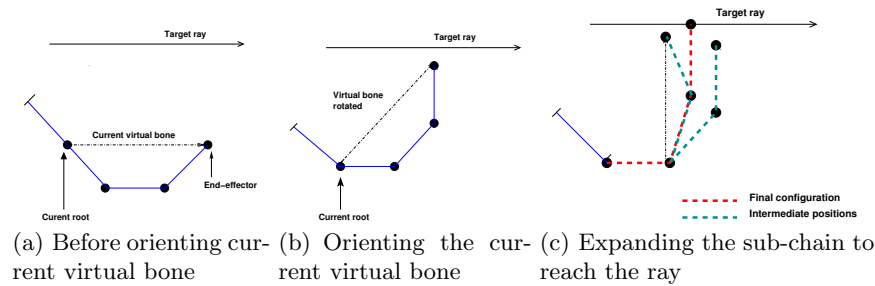 Target ray
Current virtual bone
End-effector
Curent root
(a) Before orienting cur-
rent virtual bone
Target ray
Virtual bone
rotated
Curent root
(b) Orienting the cur-
rent virtual bone
Target ray
Final configuration
Intermediate positions
(c) Expanding the sub-chain to
reach the ray